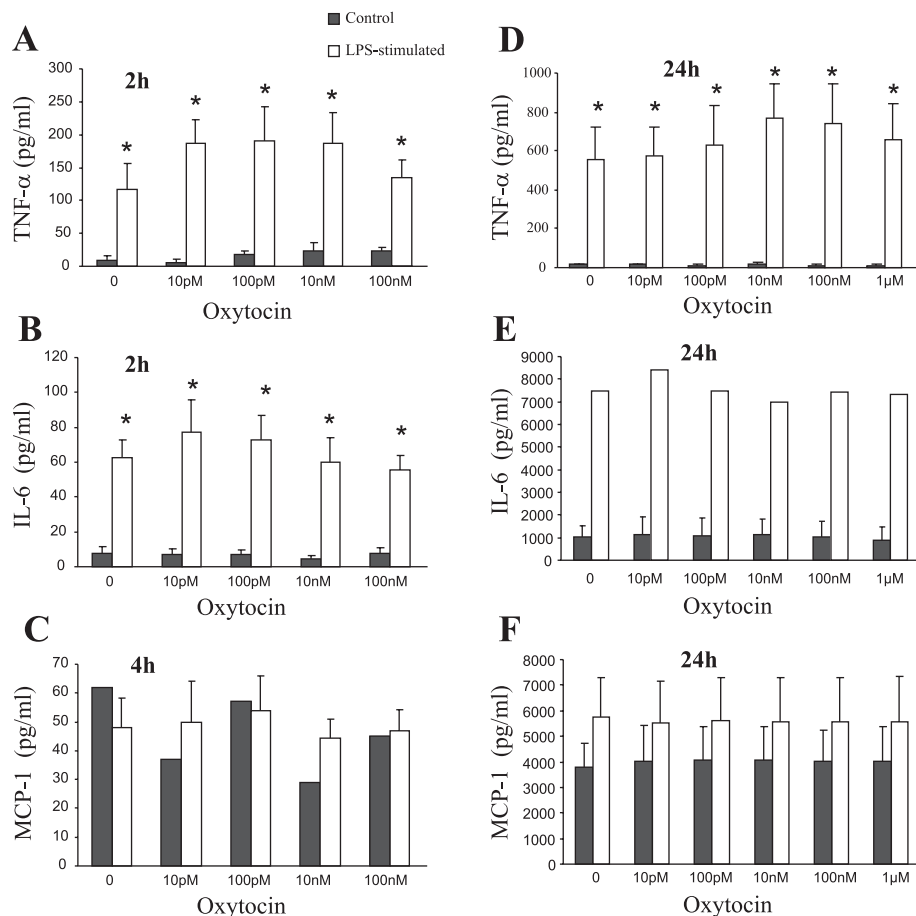 Control
LPS-stimulated
A
2h
TNF-α (pg/ml)
300
250
200
150
100
50
0
* * * * *
0 10pM 100pM 10nM 100nM
Oxytocin
B
2h
IL-6 (pg/ml)
120
100
80
60
40
20
0
* * * * *
0 10pM 100pM 10nM 100nM
Oxytocin
C
4h
MCP-1 (pg/ml)
70
60
50
40
30
20
10
0
0 10pM 100pM 10nM 100nM
Oxytocin
D
24h
TNF-α (pg/ml)
1000
800
600
400
200
0
* * * * * *
0 10pM 100pM 10nM 100nM 1µM
Oxytocin
E
24h
IL-6 (pg/ml)
9000
8000
7000
6000
5000
4000
3000
2000
1000
0
0 10pM 100pM 10nM 100nM 1µM
Oxytocin
F
24h
MCP-1 (pg/ml)
8000
7000
6000
5000
4000
3000
2000
1000
0
0 10pM 100pM 10nM 100nM 1µM
Oxytocin